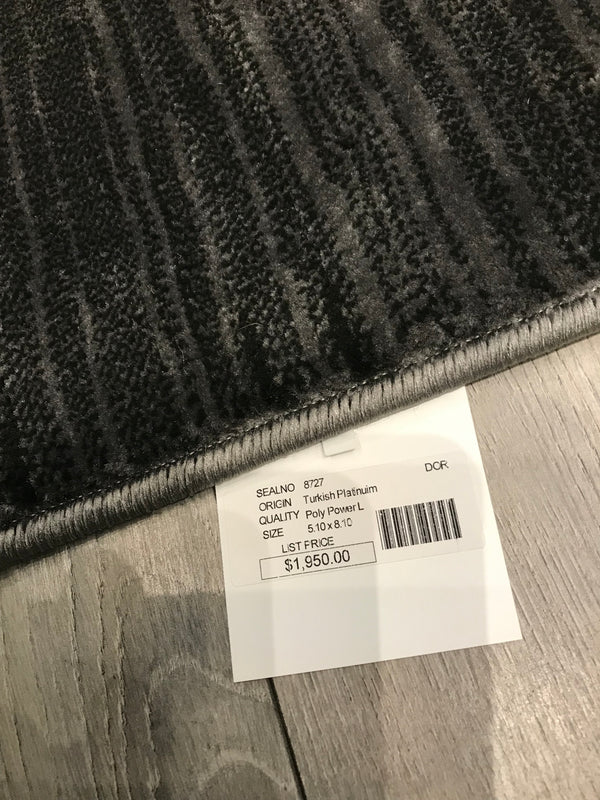 DOR
SEALNO 8727
ORIGIN Turkish Platinuim
QUALITY Poly Power L
SIZE 5.10 x 8.10
LIST PRICE
$1,950.00